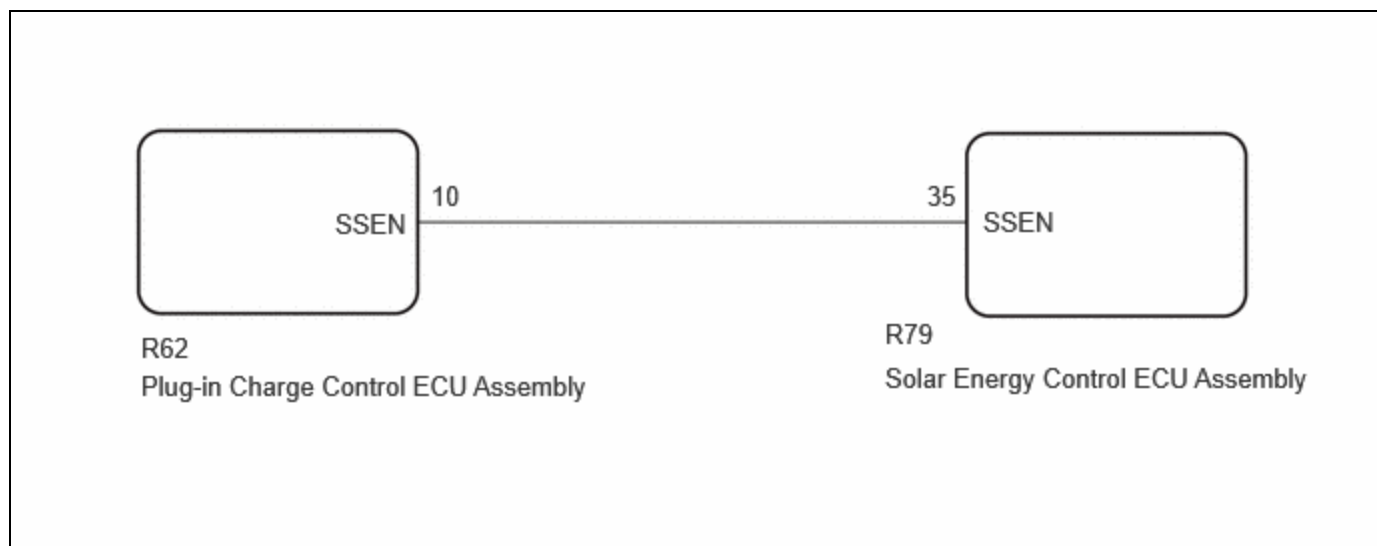 10
35
SSEN
SSEN
R62
Plug-in Charge Control ECU Assembly
R79
Solar Energy Control ECU Assembly